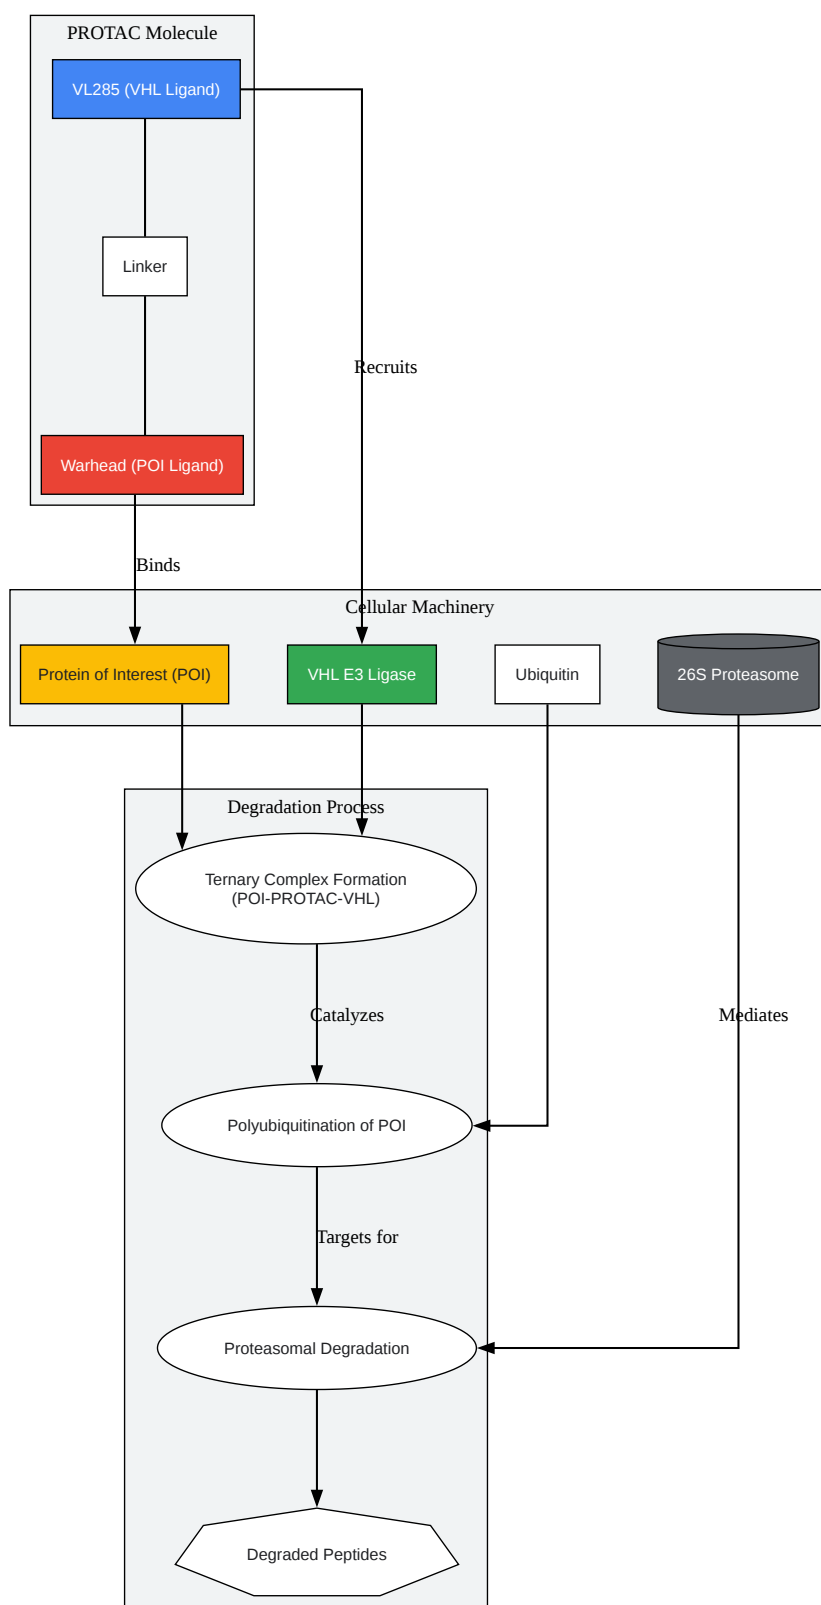 PROTAC Molecule
VL285 (VHL Ligand)
Linker
Recruits
Warhead (POI Ligand)
Binds
Cellular Machinery
Protein of Interest (POI)
VHL E3 Ligase
Ubiquitin
26S Proteasome
Degradation Process
Ternary Complex Formation
(POI-PROTAC-VHL)
Catalyzes
Mediates
Polyubiquitination of POI
Targets for
Proteasomal Degradation
Degraded Peptides